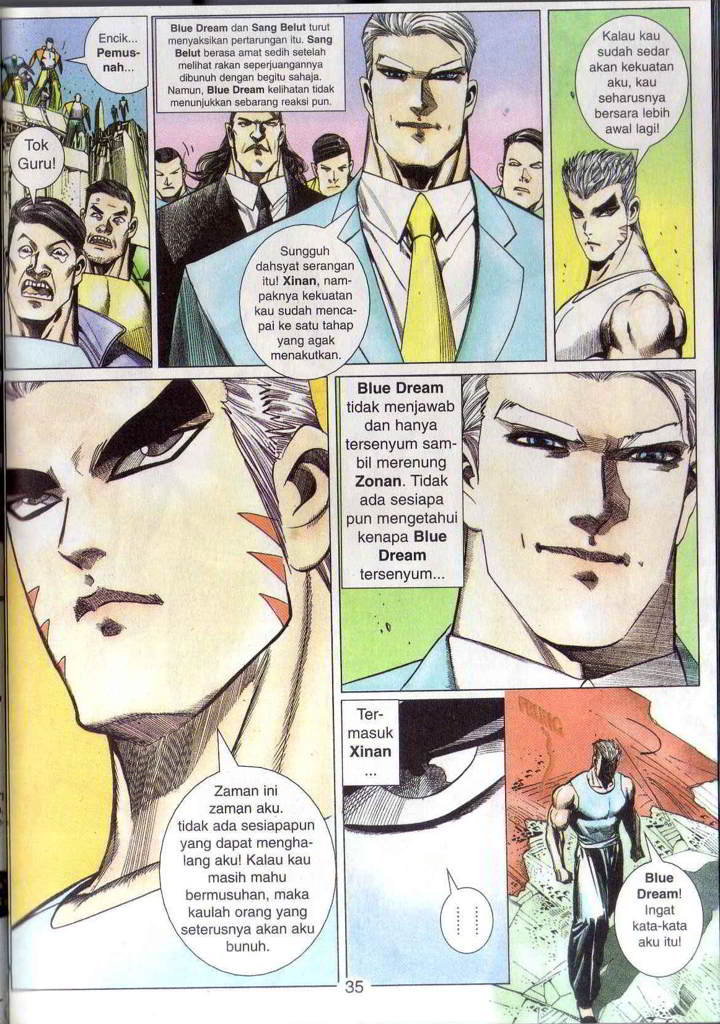 Encik...
Pemus-
nah...
Tok
Guru!
Blue Dream dan Sang Belut turut
menyaksikan pertarungan itu. Sang
Belut berasa amat sedih setelah
melihat rakan seperjuangannya
dibunuh dengan begitu sahaja.
Namun, Blue Dream kelihatan tidak
menunjukkan sebarang reaksi pun.
Sungguh
dahsyat serangan
itu! Xinan, nam-
paknya kekuatan
kau sudah menca-
pai ke satu tahap
yang agak
menakutkan.
Kalau kau
sudah sedar
akan kekuatan
aku, kau
seharusnya
bersara lebih
awal lagi!
Zaman ini
zaman aku.
tidak ada sesiapapun
yang dapat mengha-
lang aku! Kalau kau
masih mahu
bermusuhan, maka
kaulah orang yang
seterusnya akan aku
bunuh.
Blue Dream
tidak menjawab
dan hanya
tersenyum sam-
bil merenung
Zonan. Tidak
ada sesiapa
pun mengetahui
kenapa Blue
Dream
tersenyum...
Ter-
masuk
Xinan
...
Blue
Dream!
Ingat
kata-kata
aku itu!
35